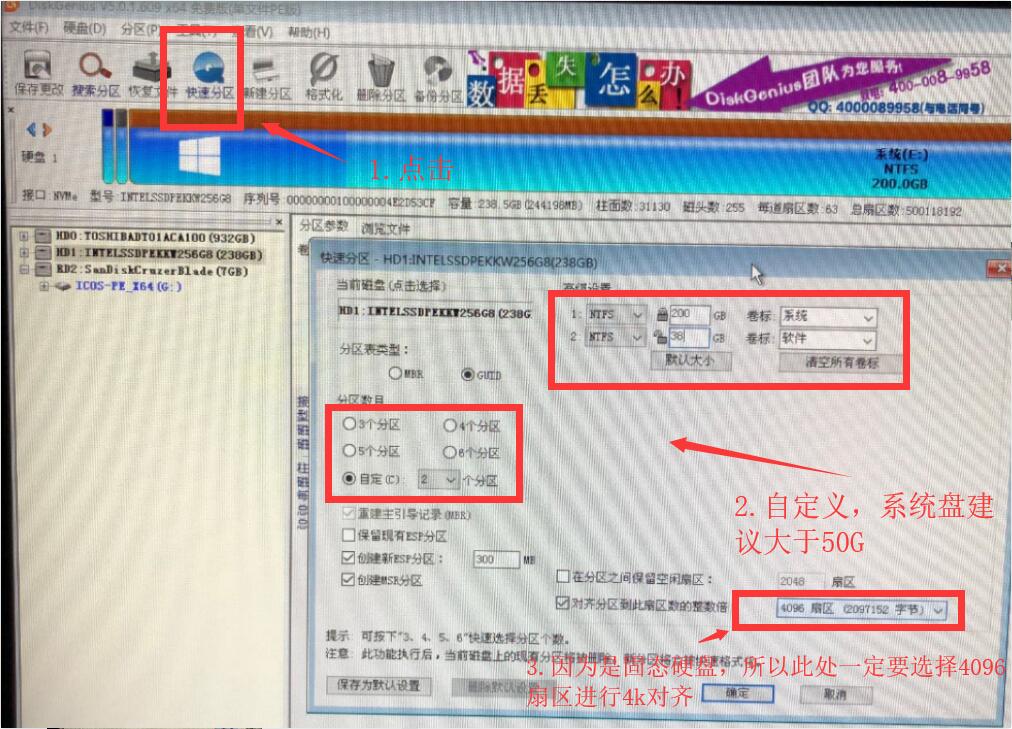 DiskGenius V5.0.1.609 x64 免费版(单文件PE版)
文件(F) 硬盘(D) 分区(P) 工具(T) 查看(V) 帮助(H)
保存更改 搜索分区 恢复文件 快速分区 新建分区 格式化 删除分区 备份分区
数据丢失怎么办!
DiskGenius团队为您服务!
致电: 400-008-9958
QQ: 4000089958(与电话同号)
硬盘 1
1.点击
系统(E:)
NTFS
200.0GB
接口:NVMe 型号:INTELSSDPEKKW256G8 序列号:00000000100000004E2D53CF 容量:238.5GB(244198MB) 柱面数:31130 磁头数:255 每道扇区数:63 总扇区数:500118192
HD0:TOSHIBADT01ACA100(932GB)
HD1:INTELSSDPEKKW256G8(238GB)
RD2:SanDiskCruzerBlade(7GB)
ICOS-PE_X64(G:)
分区参数 浏览文件
卷
快速分区 - HD1:INTELSSDPEKKW256G8(238GB)
当前磁盘(点击选择)
HD1:INTELSSDPEKKW256G8(238G
分区表类型:
MBR GUID
分区数目
3个分区 4个分区
5个分区 6个分区
自定(C): 2 个分区
重建主引导记录(MBR)
保留现有ESP分区
创建新ESP分区: 300 MB
创建MSR分区
高级设置
1: NTFS 200 GB 卷标: 系统
2: NTFS 38 GB 卷标: 软件
默认大小 清空所有卷标
2.自定义，系统盘建
议大于50G
在分区之间保留空闲扇区: 2048 扇区
对齐分区到此扇区数的整数倍 4096 扇区 (2097152 字节)
提示: 可按下"3、4、5、6"快速选择分区个数。
注意: 此功能执行后，当前磁盘上的现有分区将被删除
3.因为是固态硬盘，所以此处一定要选择4096
扇区进行4k对齐
保存为默认设置 删除默认设置 确定 取消